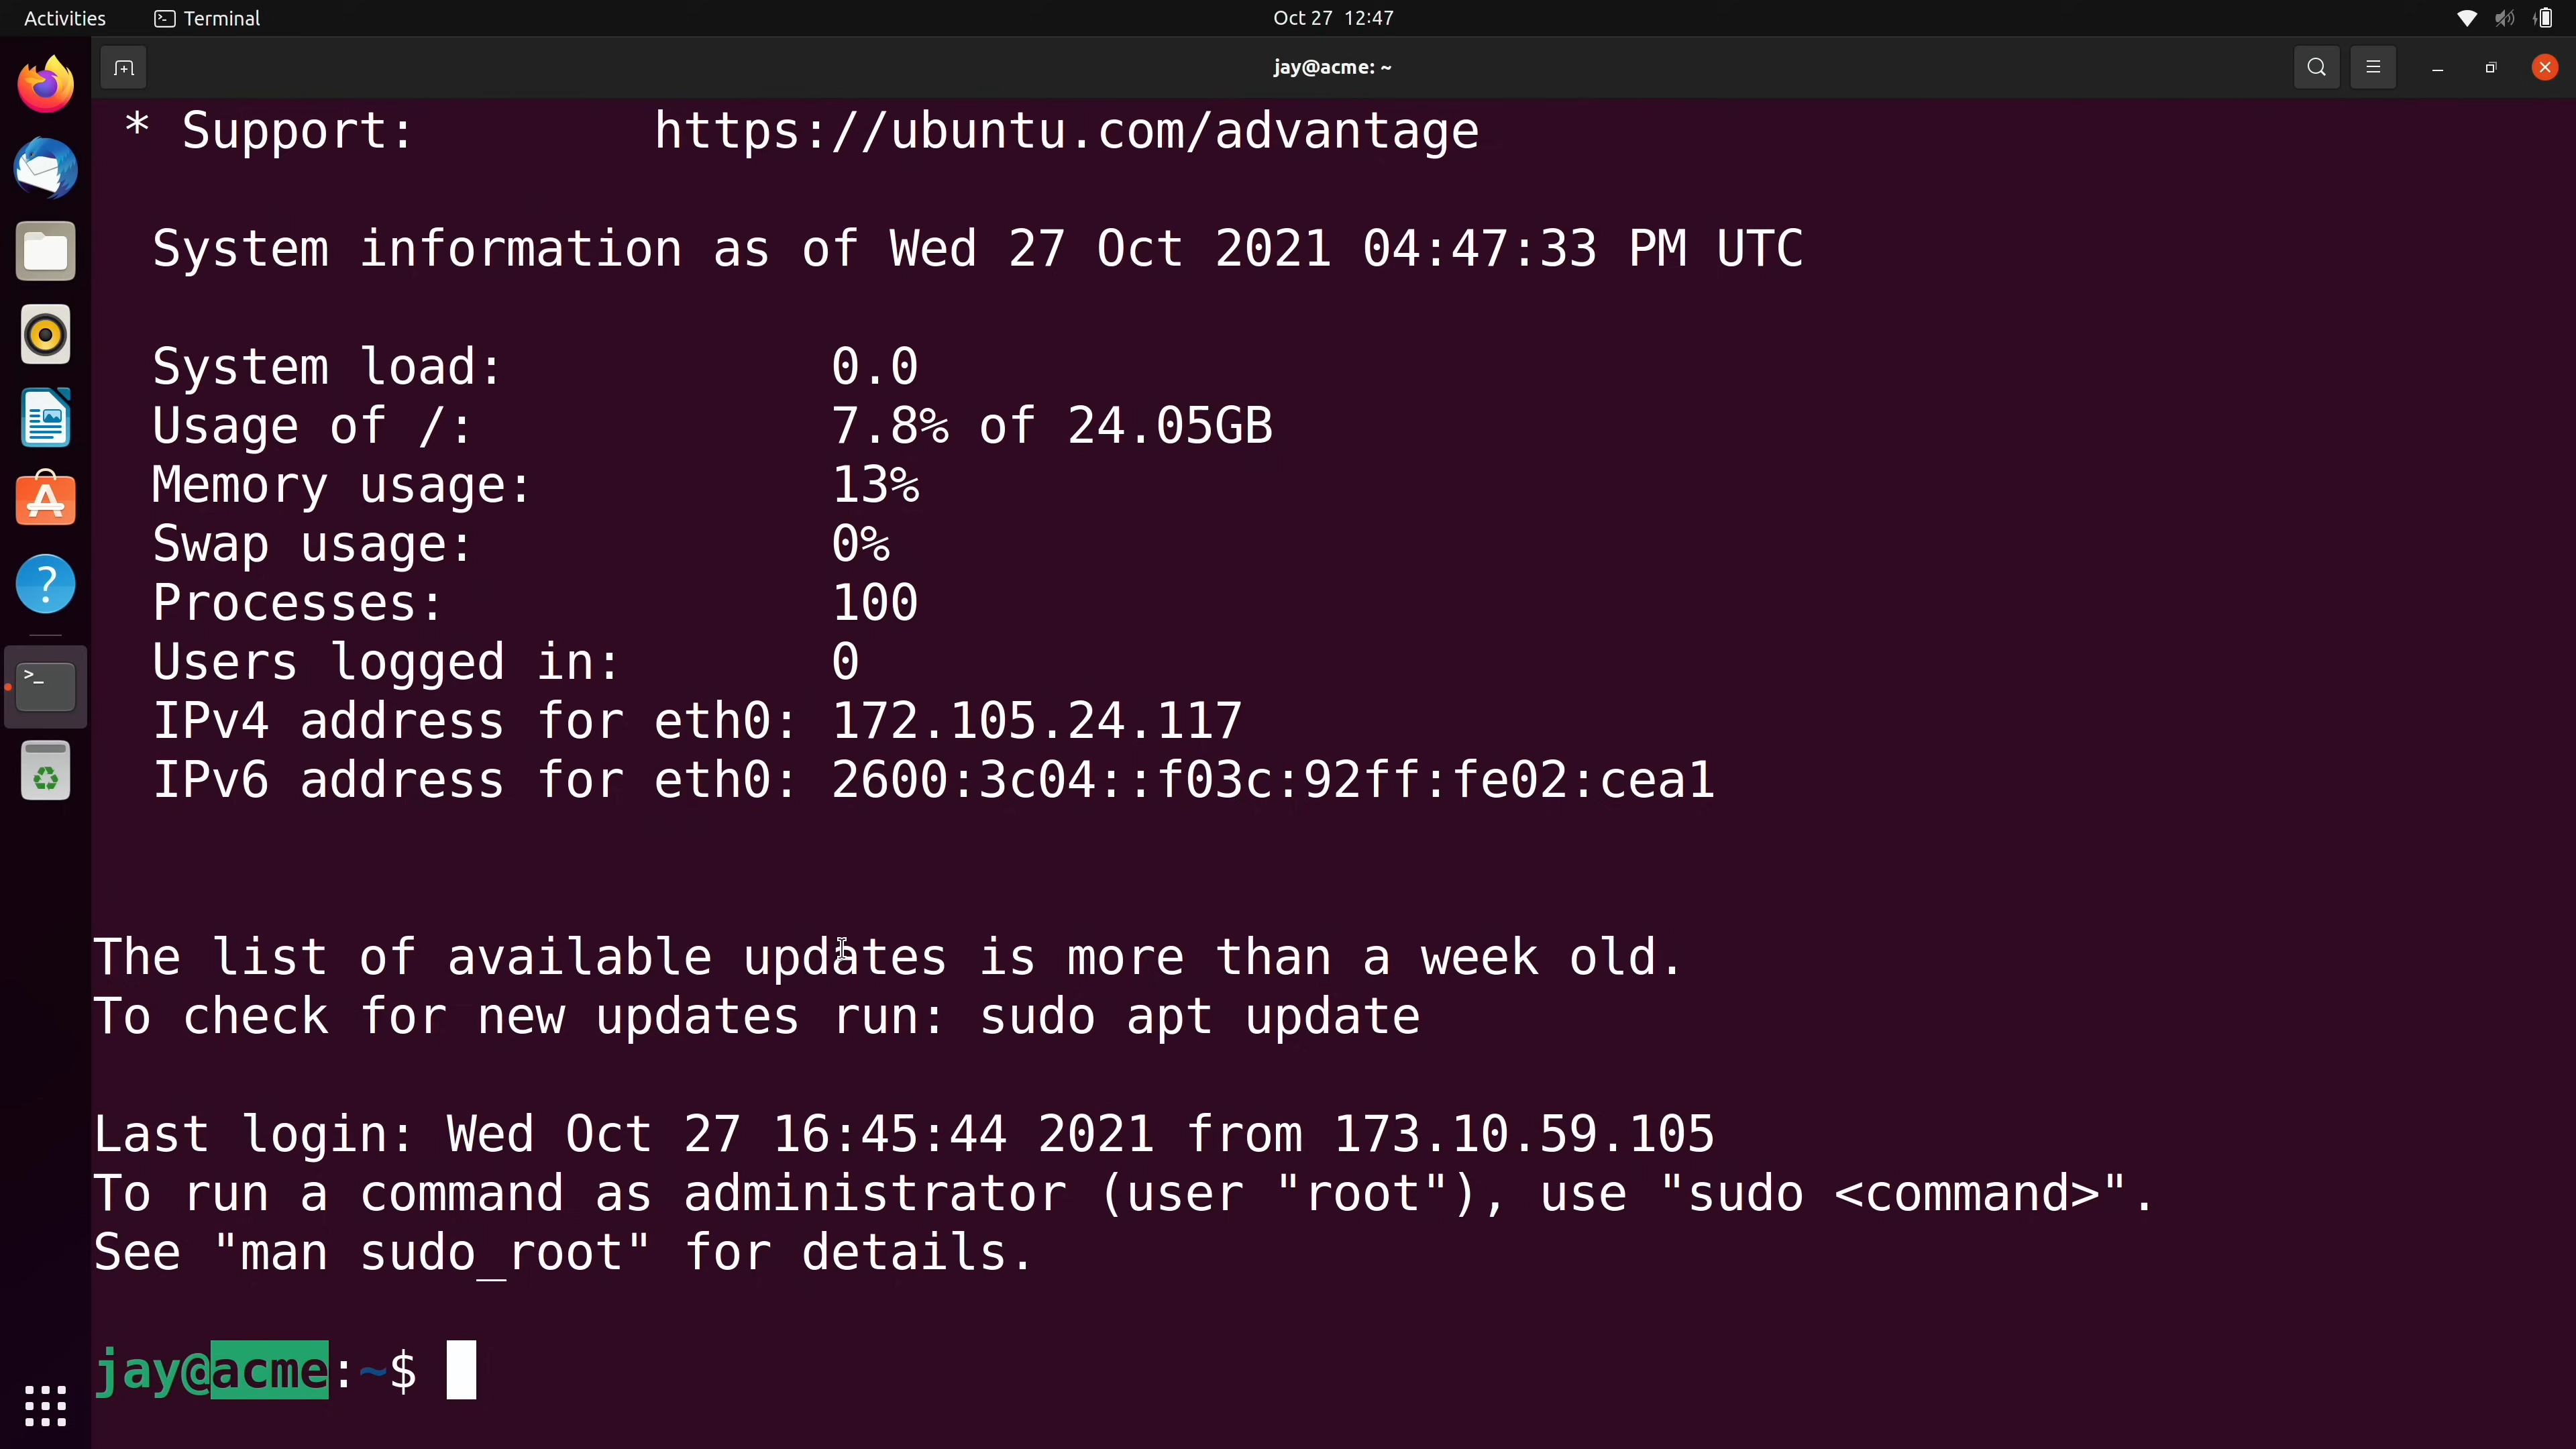 Activities Terminal Oct 27 12:47
jay@acme: ~
* Support: https://ubuntu.com/advantage
System information as of Wed 27 Oct 2021 04:47:33 PM UTC
System load: 0.0
Usage of /: 7.8% of 24.05GB
Memory usage: 13%
Swap usage: 0%
Processes: 100
Users logged in: 0
IPv4 address for eth0: 172.105.24.117
IPv6 address for eth0: 2600:3c04::f03c:92ff:fe02:cea1
The list of available updates is more than a week old.
To check for new updates run: sudo apt update
Last login: Wed Oct 27 16:45:44 2021 from 173.10.59.105
To run a command as administrator (user "root"), use "sudo <command>".
See "man sudo_root" for details.
jay@acme:~$